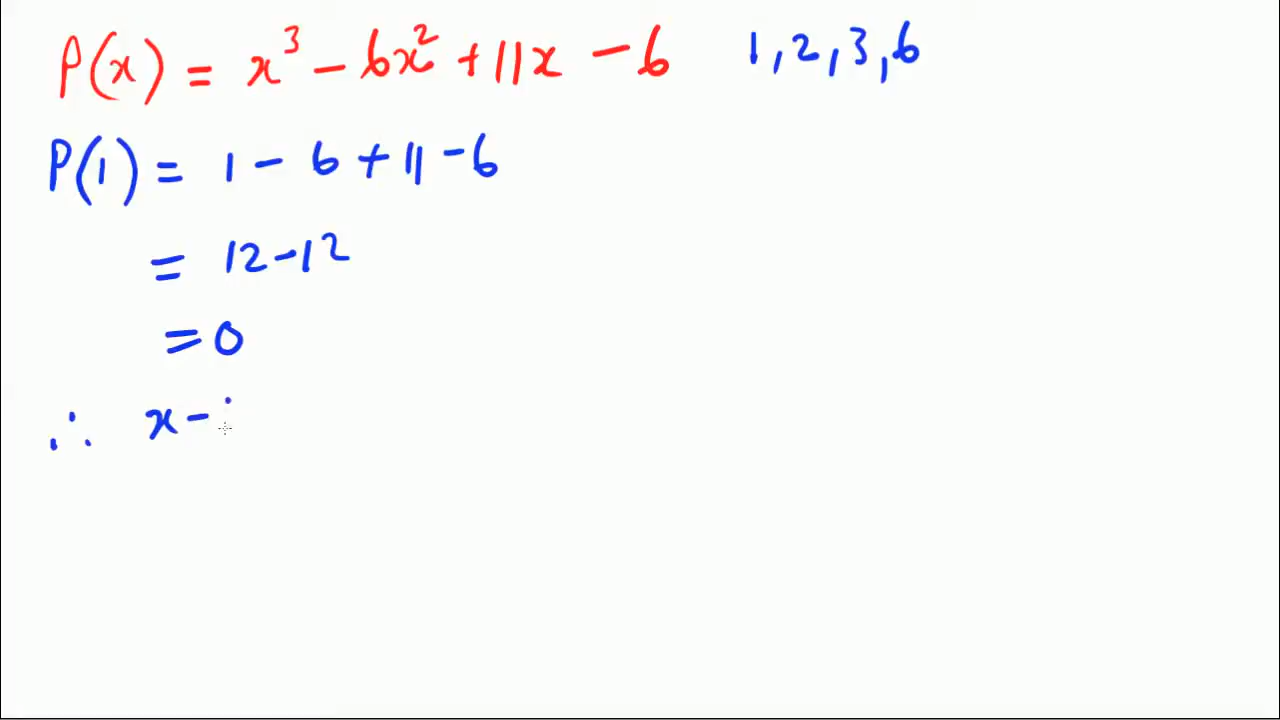 P(x) = x³ - 6x² + 11x - 6 1, 2, 3, 6
P(1) = 1 - 6 + 11 - 6
= 12 - 12
= 0
∴ x -